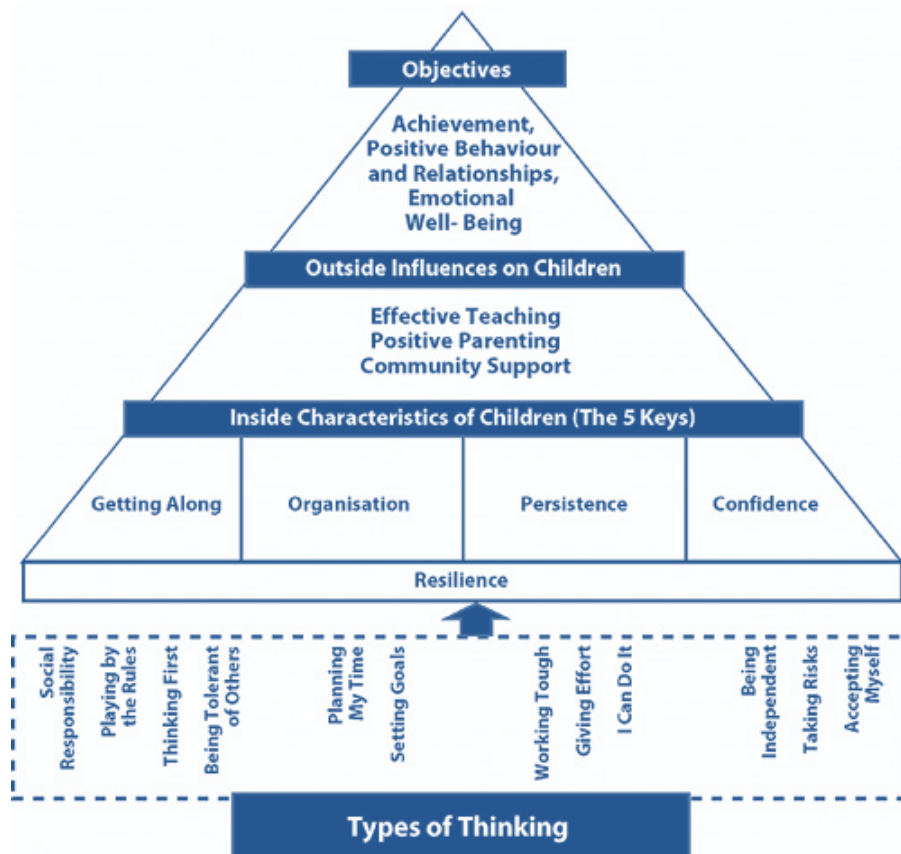 Objectives
Achievement,
Positive Behaviour
and Relationships,
Emotional
Well- Being
Outside Influences on Children
Effective Teaching
Positive Parenting
Community Support
Inside Characteristics of Children (The 5 Keys)
Getting Along
Organisation
Persistence
Confidence
Resilience
Social
Responsibility
Playing by
the Rules
Thinking First
Being Tolerant
of Others
Planning
My Time
Setting Goals
Working Tough
Giving Effort
I Can Do It
Being
Independent
Taking Risks
Accepting
Myself
Types of Thinking